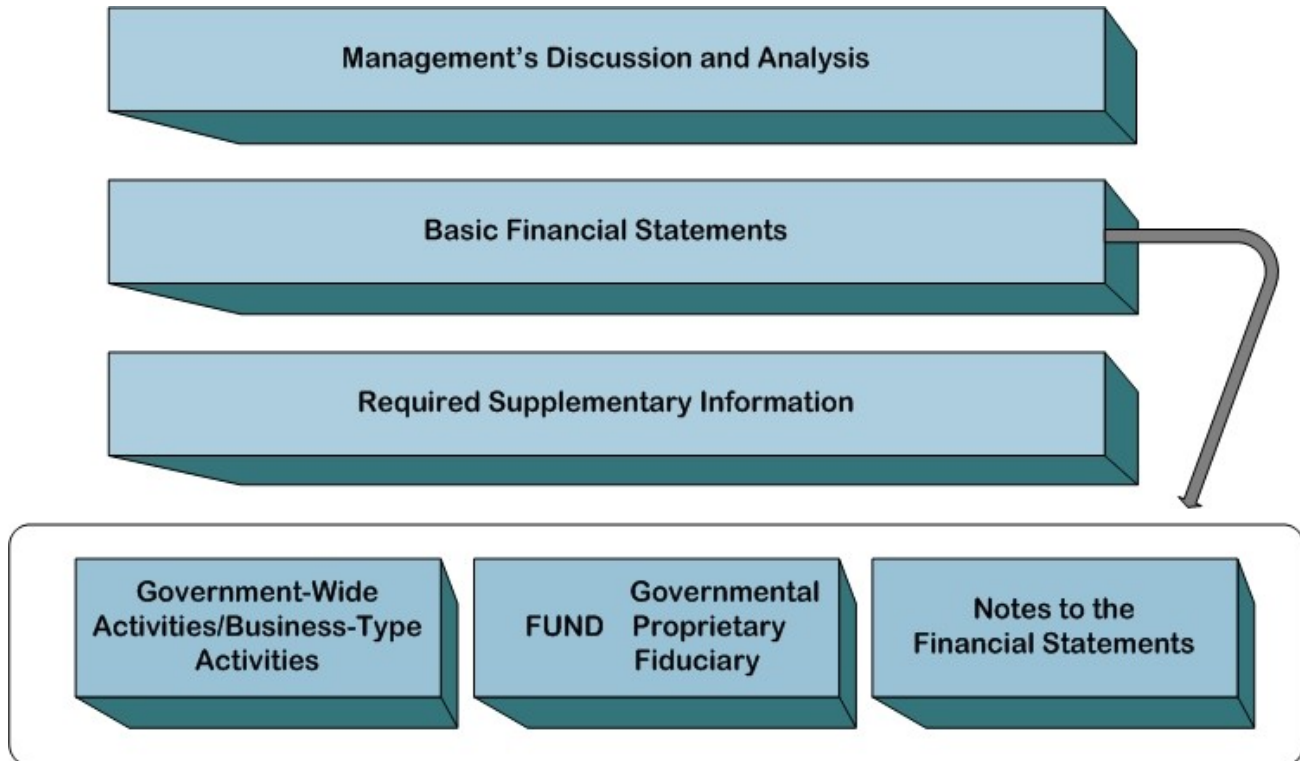 Management’s Discussion and Analysis
Basic Financial Statements
Required Supplementary Information
Government-Wide
Activities/Business-Type
Activities
Governmental
FUND Proprietary
Fiduciary
Notes to the
Financial Statements